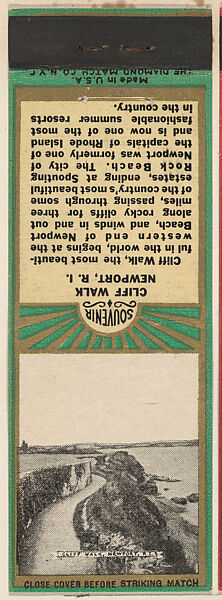 THE DIAMOND MATCH CO. N.Y.C.
Made in U.S.A.
SOUVENIR
CLIFF WALK
NEWPORT, R. I.
Cliff Walk, the most beauti-
ful in the world, begins at the
western end of Newport
Beach, and winds in and out
along rocky cliffs for three
miles, passing through some
of the country's most beautiful
estates, ending at Spouting
Rock Beach. The city of
Newport was formerly one of
the capitals of Rhode Island
and is now one of the most
fashionable summer resorts
in the country.
CLIFF WALK, NEWPORT, R.I.
CLOSE COVER BEFORE STRIKING MATCH